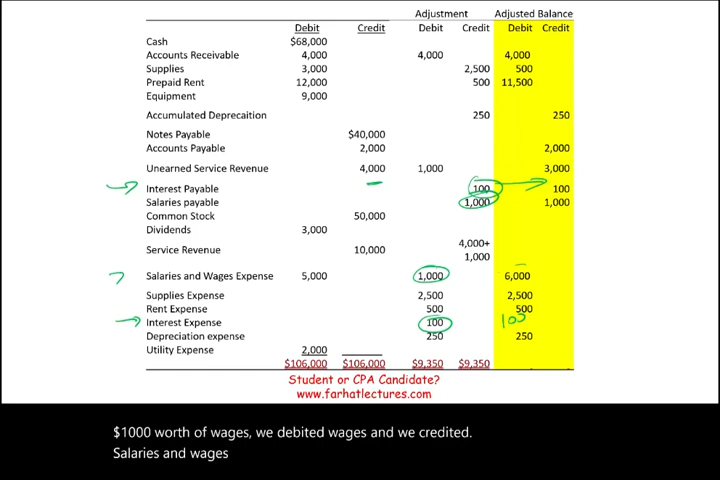 Adjustment Adjusted Balance
Debit Credit Debit Credit Debit Credit
Cash $68,000
Accounts Receivable 4,000 4,000 4,000
Supplies 3,000 2,500 500
Prepaid Rent 12,000 500 11,500
Equipment 9,000
Accumulated Deprecaition 250 250
Notes Payable $40,000
Accounts Payable 2,000 2,000
Unearned Service Revenue 4,000 1,000 3,000
Interest Payable 100 100
Salaries payable 1,000 1,000
Common Stock 50,000
Dividends 3,000
Service Revenue 10,000 4,000+
1,000
Salaries and Wages Expense 5,000 1,000 6,000
Supplies Expense 2,500 2,500
Rent Expense 500 500
Interest Expense 100 100
Depreciation expense 250 250
Utility Expense 2,000
$106,000 $106,000 $9,350 $9,350
Student or CPA Candidate?
www.farhatlectures.com
$1000 worth of wages, we debited wages and we credited.
Salaries and wages